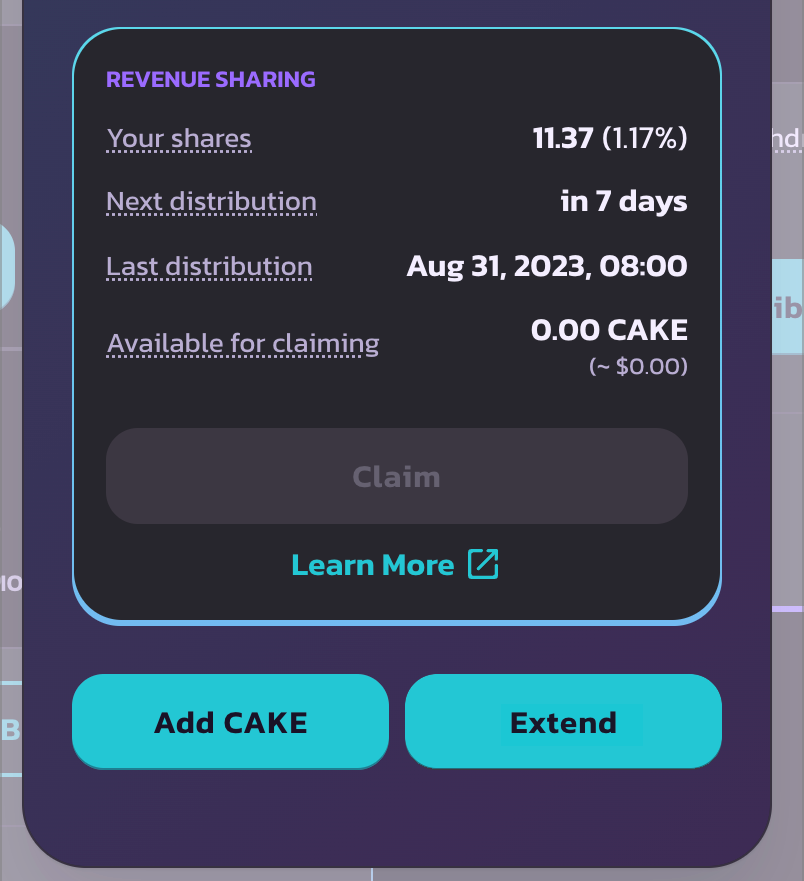 REVENUE SHARING
Your shares 11.37 (1.17%)
Next distribution in 7 days
Last distribution Aug 31, 2023, 08:00
Available for claiming 0.00 CAKE
(~ $0.00)
Claim
Learn More
Add CAKE Extend